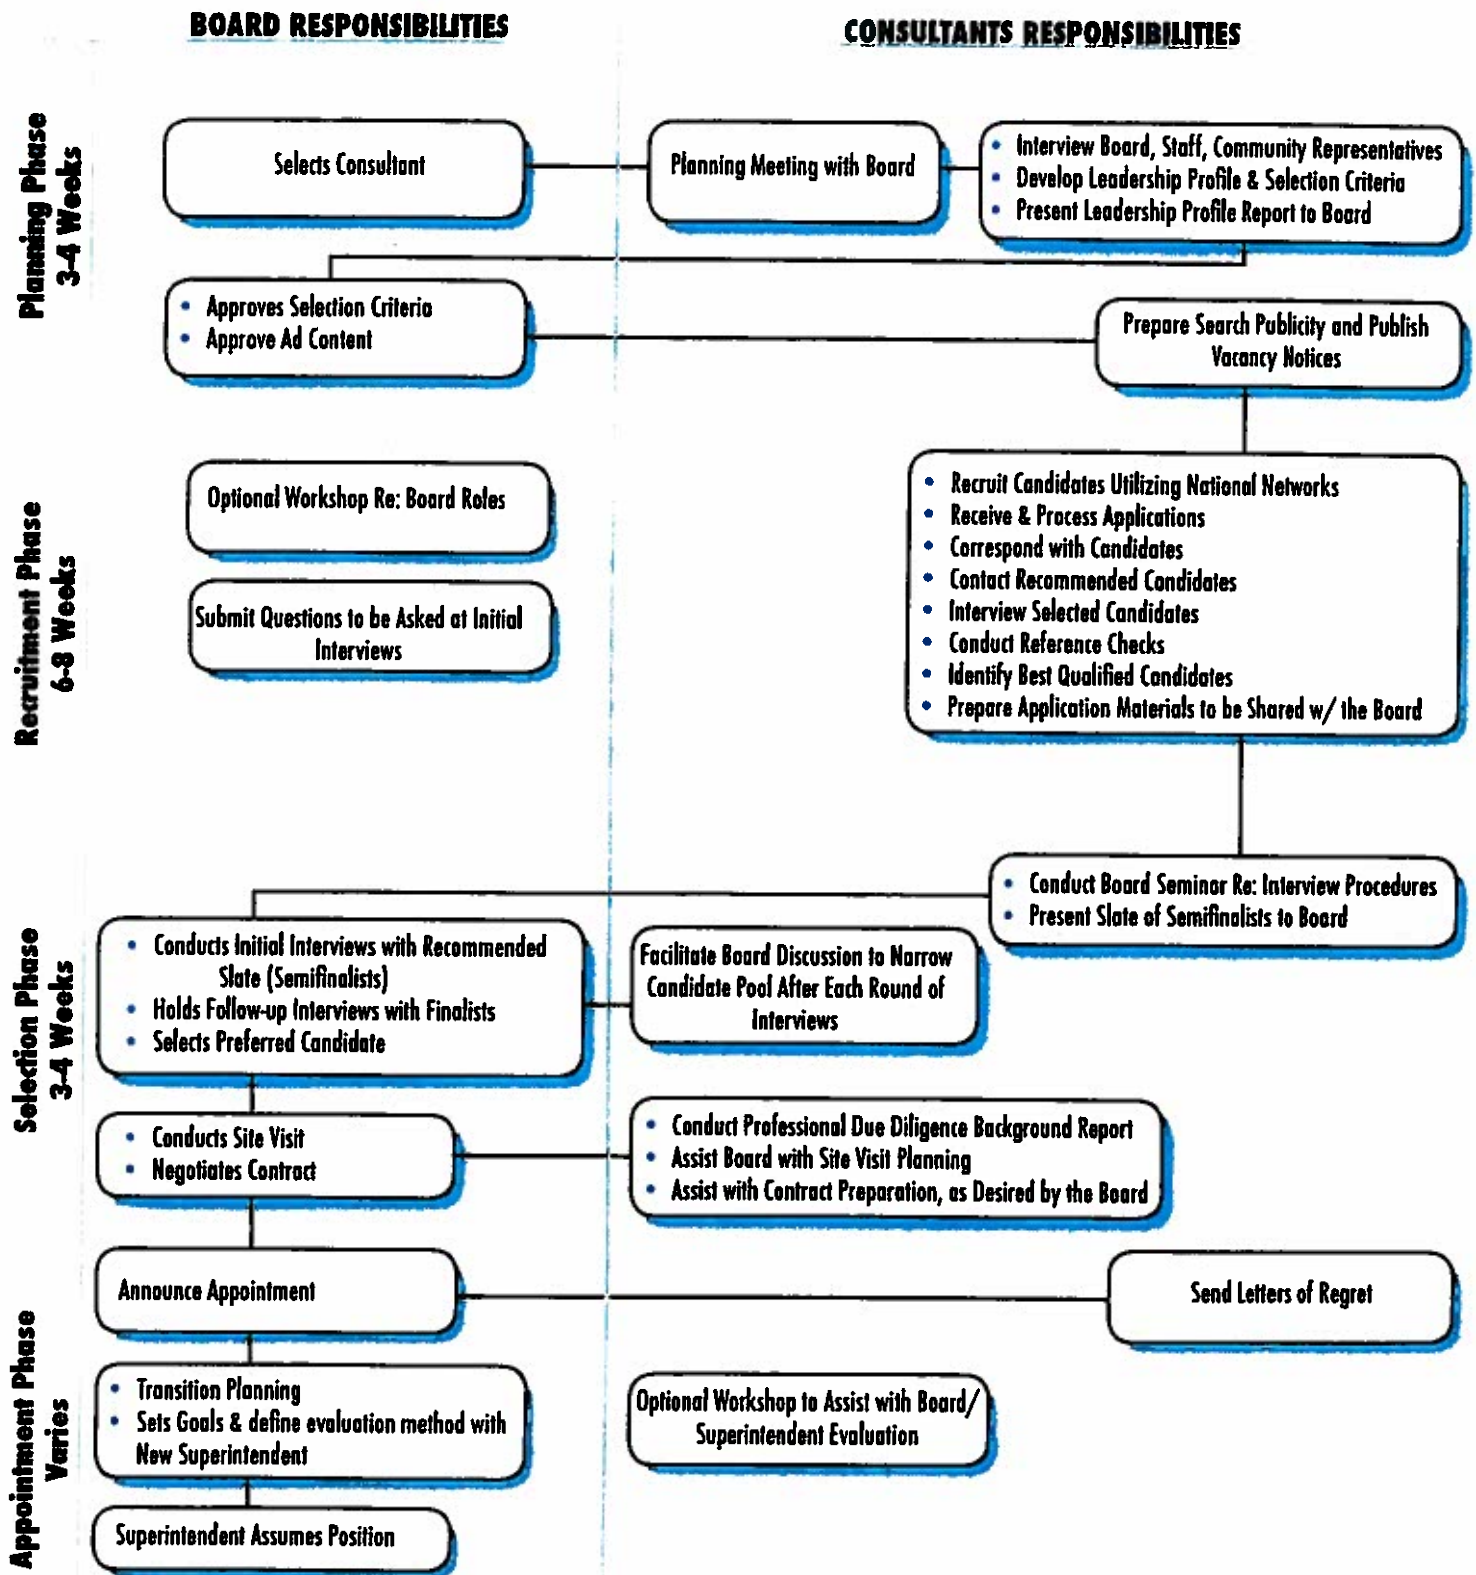 BOARD RESPONSIBILITIES
CONSULTANTS RESPONSIBILITIES
Planning Phase
3-4 Weeks
Selects Consultant
Planning Meeting with Board
• Interview Board, Staff, Community Representatives
• Develop Leadership Profile & Selection Criteria
• Present Leadership Profile Report to Board
• Approves Selection Criteria
• Approve Ad Content
Prepare Search Publicity and Publish
Vacancy Notices
Recruitment Phase
6-8 Weeks
Optional Workshop Re: Board Roles
Submit Questions to be Asked at Initial
Interviews
• Recruit Candidates Utilizing National Networks
• Receive & Process Applications
• Correspond with Candidates
• Contact Recommended Candidates
• Interview Selected Candidates
• Conduct Reference Checks
• Identify Best Qualified Candidates
• Prepare Application Materials to be Shared w/ the Board
Selection Phase
3-4 Weeks
• Conduct Board Seminar Re: Interview Procedures
• Present Slate of Semifinalists to Board
• Conducts Initial Interviews with Recommended
Slate (Semifinalists)
• Holds Follow-up Interviews with Finalists
• Selects Preferred Candidate
Facilitate Board Discussion to Narrow
Candidate Pool After Each Round of
Interviews
• Conducts Site Visit
• Negotiates Contract
• Conduct Professional Due Diligence Background Report
• Assist Board with Site Visit Planning
• Assist with Contract Preparation, as Desired by the Board
Appointment Phase
Varies
Announce Appointment
Send Letters of Regret
• Transition Planning
• Sets Goals & define evaluation method with
New Superintendent
Optional Workshop to Assist with Board/
Superintendent Evaluation
Superintendent Assumes Position